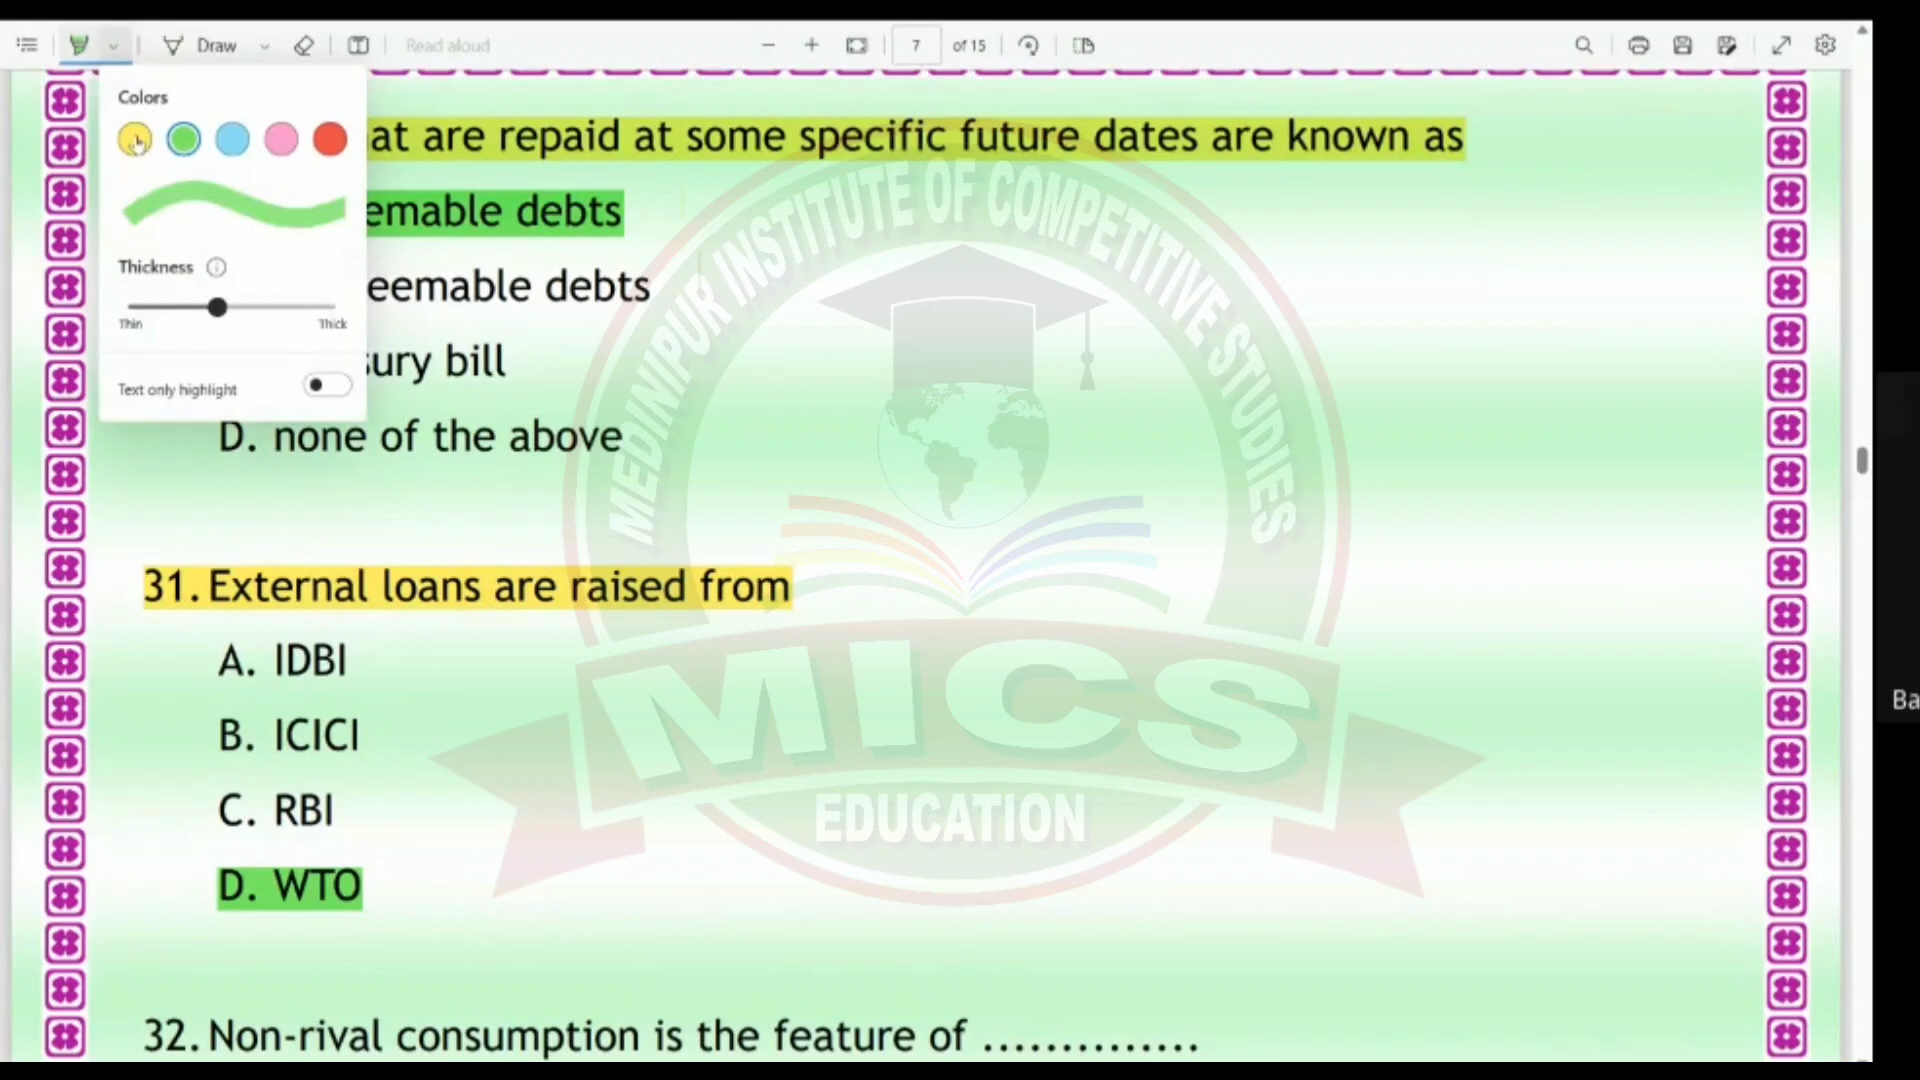 Draw
Read aloud
7 of 15
Colors
at are repaid at some specific future dates are known as
emable debts
Thickness
eemable debts
Thin Thick
sury bill
Text only highlight
D. none of the above
31. External loans are raised from
A. IDBI
B. ICICI
C. RBI
D. WTO
32. Non-rival consumption is the feature of ..............
MEDINIPUR INSTITUTE OF COMPETITIVE STUDIES
MICS
EDUCATION
Ba